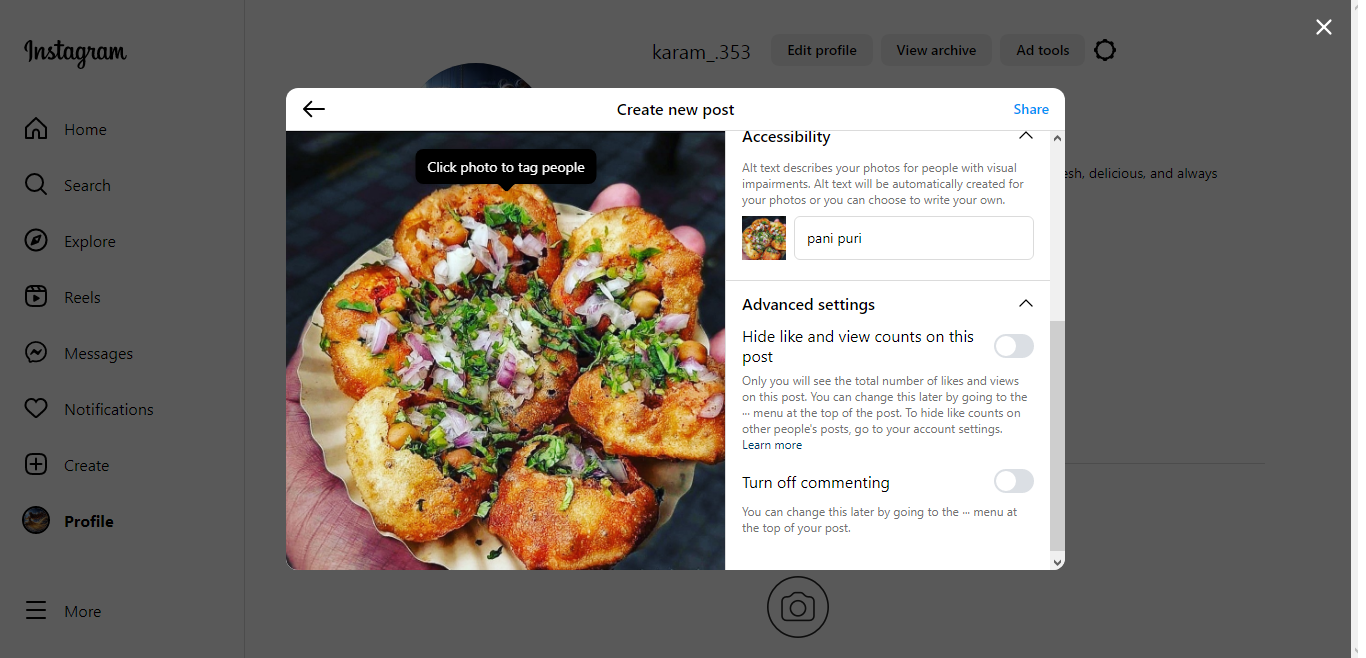 Instagram
Home
Search
Explore
Reels
Messages
Notifications
Create
Profile
More
karam_.353
Edit profile
View archive
Ad tools
esh, delicious, and always
Create new post
Share
Click photo to tag people
Accessibility
Alt text describes your photos for people with visual
impairments. Alt text will be automatically created for
your photos or you can choose to write your own.
pani puri
Advanced settings
Hide like and view counts on this
post
Only you will see the total number of likes and views
on this post. You can change this later by going to the
··· menu at the top of the post. To hide like counts on
other people's posts, go to your account settings.
Learn more
Turn off commenting
You can change this later by going to the ··· menu at
the top of your post.